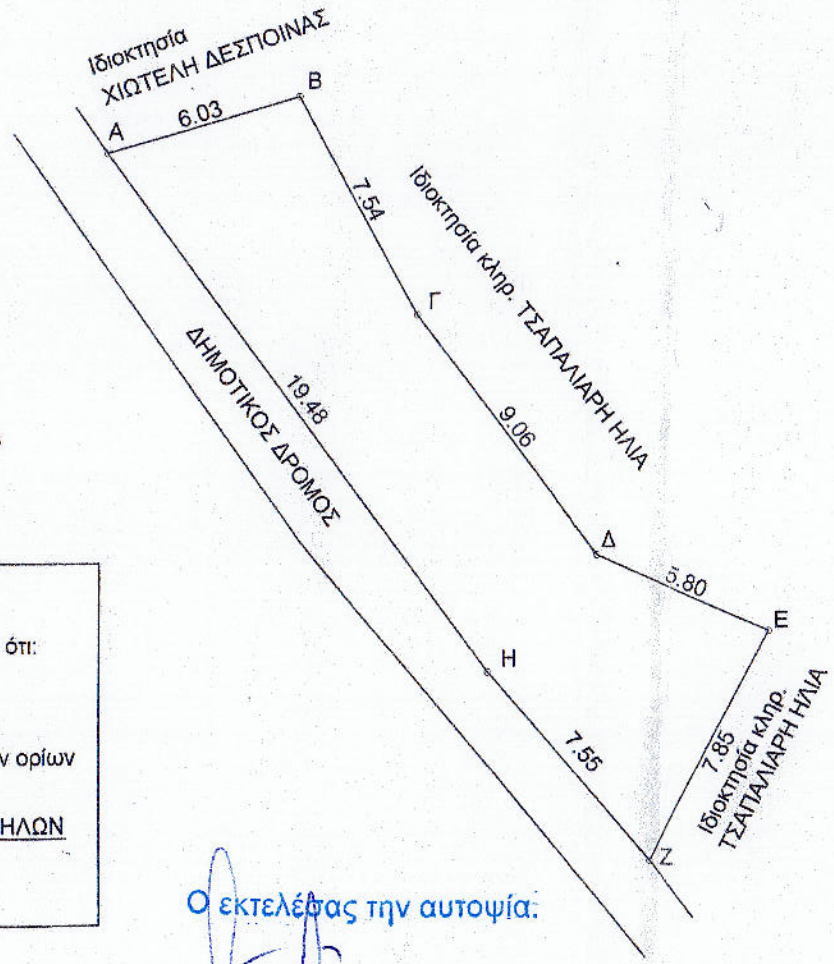 Ιδιοκτησία
ΧΙΩΤΕΛΗ ΔΕΣΠΟΙΝΑΣ
Α
6.03
Β
7.54
Ιδιοκτησία κληρ. ΤΣΑΠΑΛΙΑΡΗ ΗΛΙΑ
Γ
ΔΗΜΟΤΙΚΟΣ ΔΡΟΜΟΣ
19.48
9.06
Δ
5.80
Ε
Η
7.55
7.85
Ιδιοκτησία κληρ.
ΤΣΑΠΑΛΙΑΡΗ ΗΛΙΑ
Ζ
ότι:
ν ορίων
ΗΛΩΝ
Ο εκτελέσας την αυτοψία: